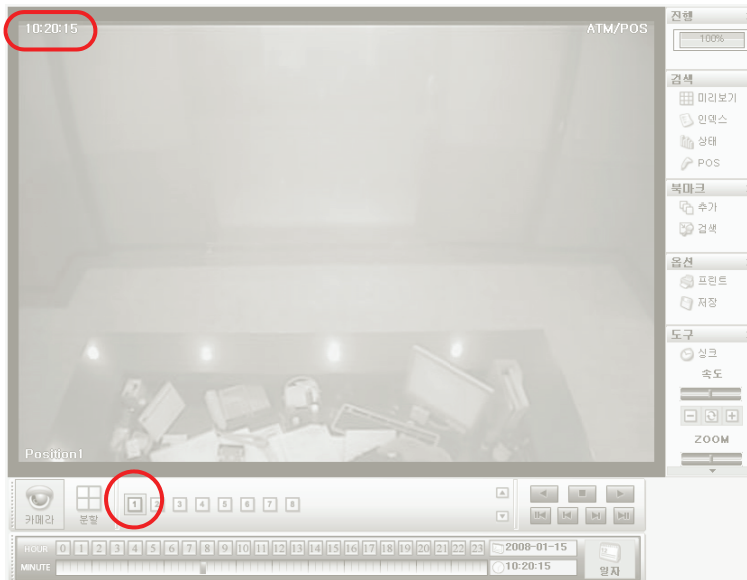 10:20:15
ATM/POS
Position1
진행
100%
검색
미리보기
인덱스
상태
POS
북마크
추가
검색
옵션
프린트
저장
도구
싱크
속도
ZOOM
카메라
분할
1 2 3 4 5 6 7 8
HOUR 0 1 2 3 4 5 6 7 8 9 10 11 12 13 14 15 16 17 18 19 20 21 22 23 2008-01-15
MINUTE 10:20:15
일자